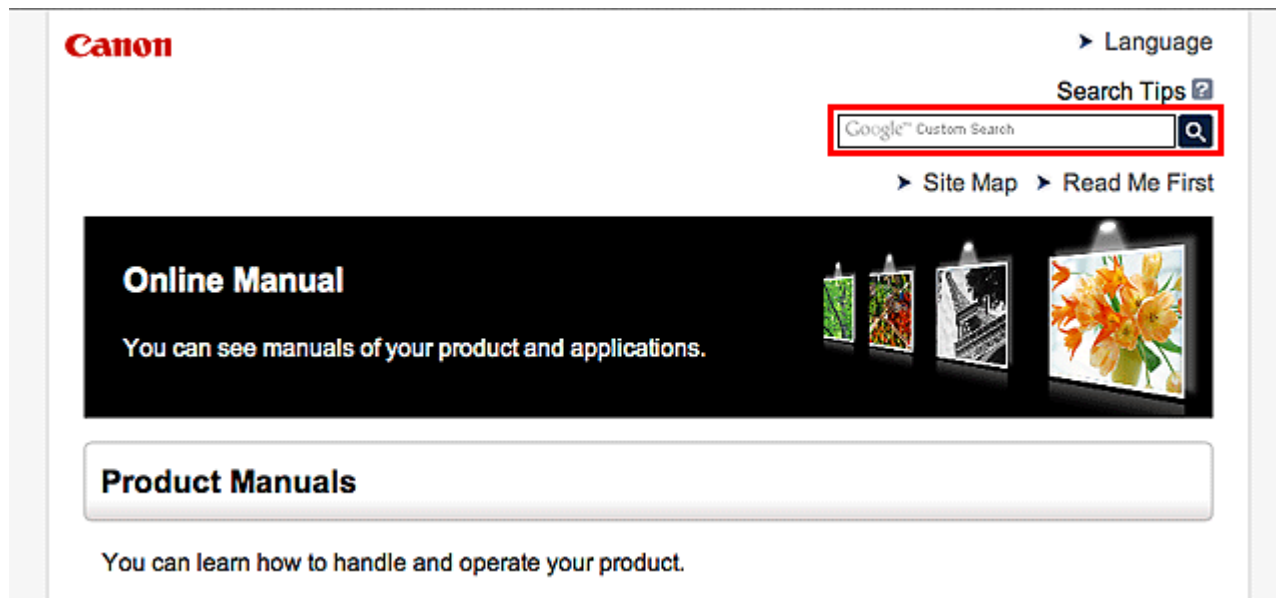 Canon
➤ Language
Search Tips ?
Google™ Custom Search
➤ Site Map ➤ Read Me First
Online Manual
You can see manuals of your product and applications.
Product Manuals
You can learn how to handle and operate your product.